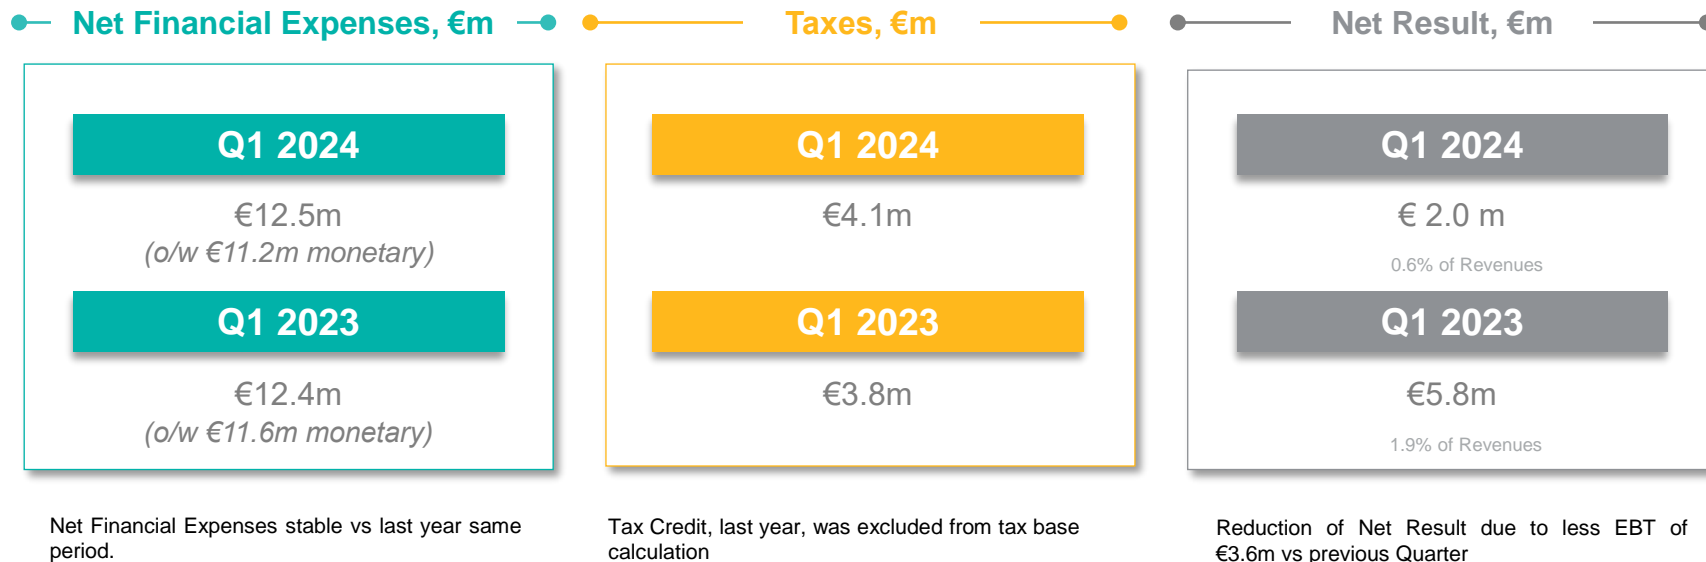 Net Financial Expenses, €m
Q1 2024
€12.5m
(o/w €11.2m monetary)
Q1 2023
€12.4m
(o/w €11.6m monetary)
Net Financial Expenses stable vs last year same
period.
Taxes, €m
Q1 2024
€4.1m
Q1 2023
€3.8m
Tax Credit, last year, was excluded from tax base
calculation
Net Result, €m
Q1 2024
€ 2.0 m
0.6% of Revenues
Q1 2023
€5.8m
1.9% of Revenues
Reduction of Net Result due to less EBT of
€3.6m vs previous Quarter